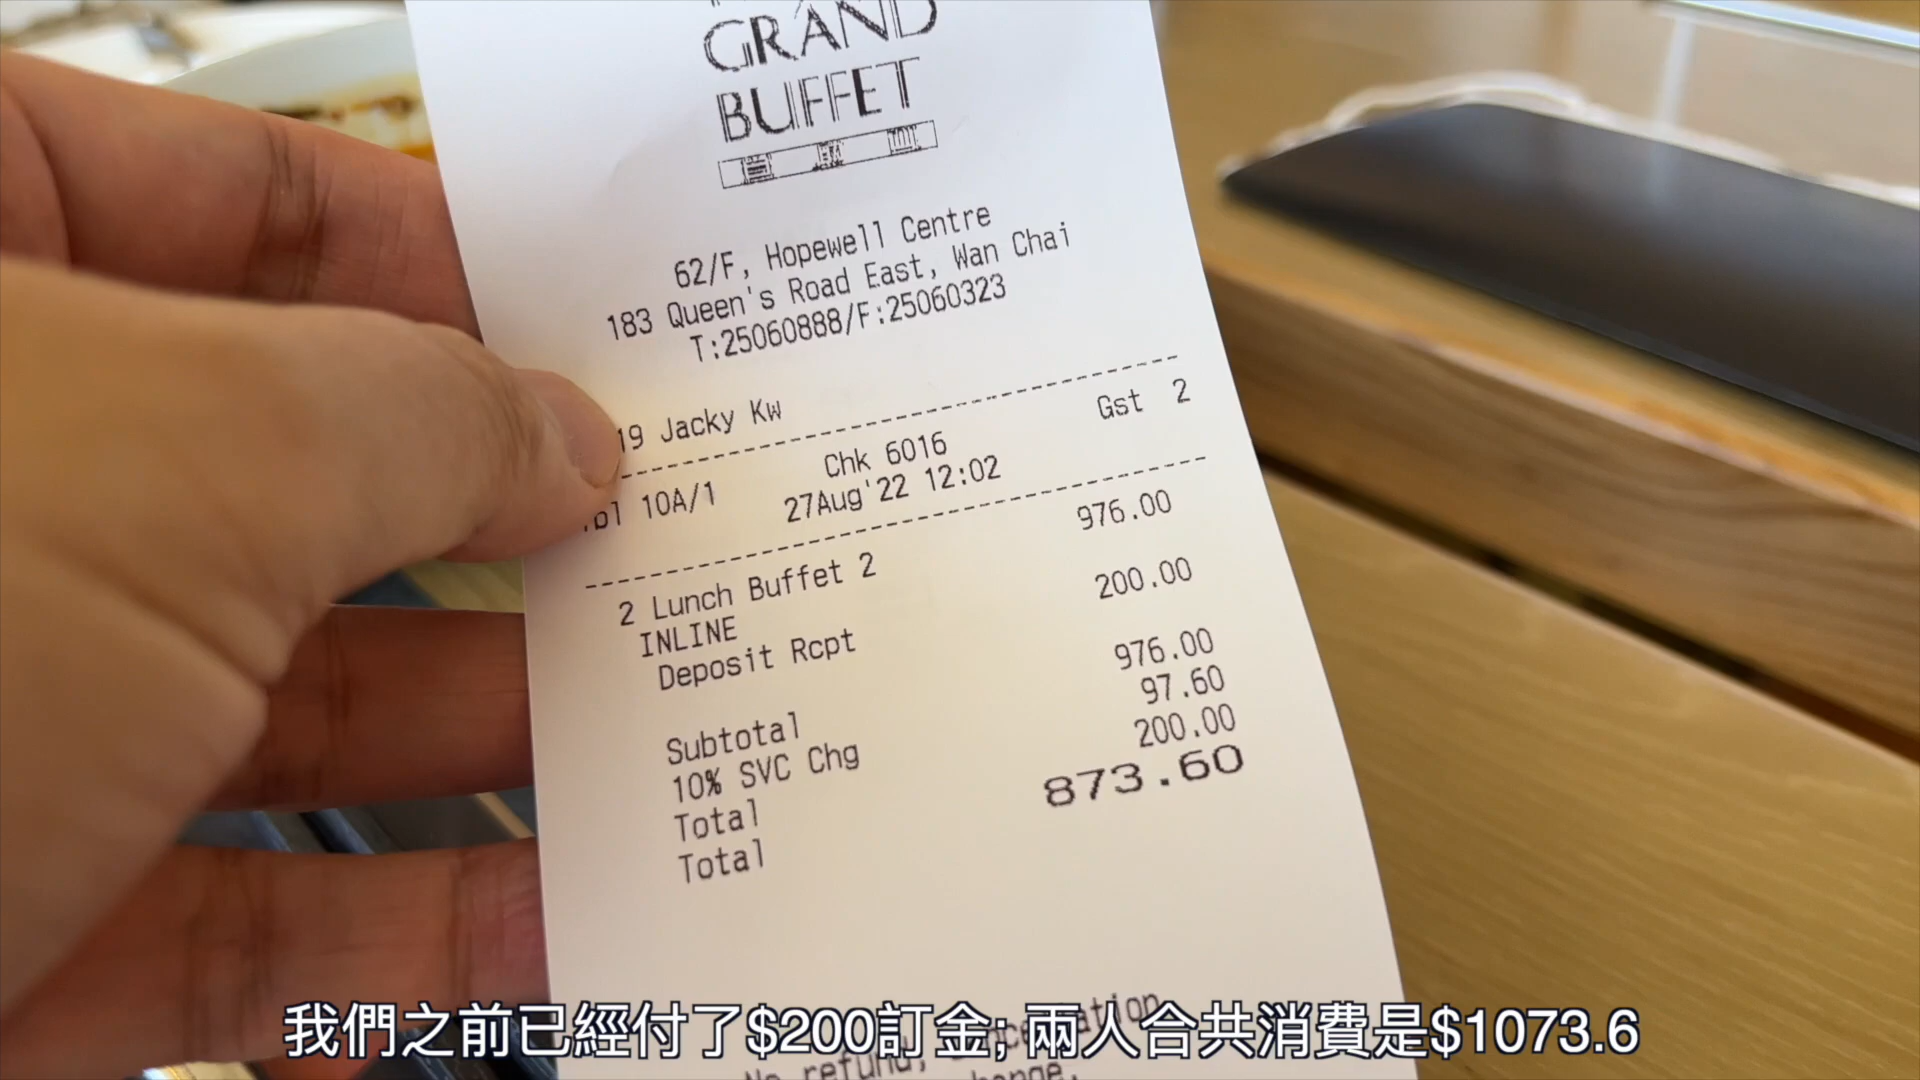 GRAND
BUFFET
62/F, Hopewell Centre
183 Queen's Road East, Wan Chai
T:25060888/F:25060323
19 Jacky Kw
10A/1 Chk 6016 Gst 2
27Aug'22 12:02
2 Lunch Buffet 2 976.00
INLINE
Deposit Rcpt 200.00
Subtotal 976.00
10% SVC Chg 97.60
Total 200.00
Total 873.60
No refund,
我們之前已經付了$200訂金; 兩人合共消費是$1073.6